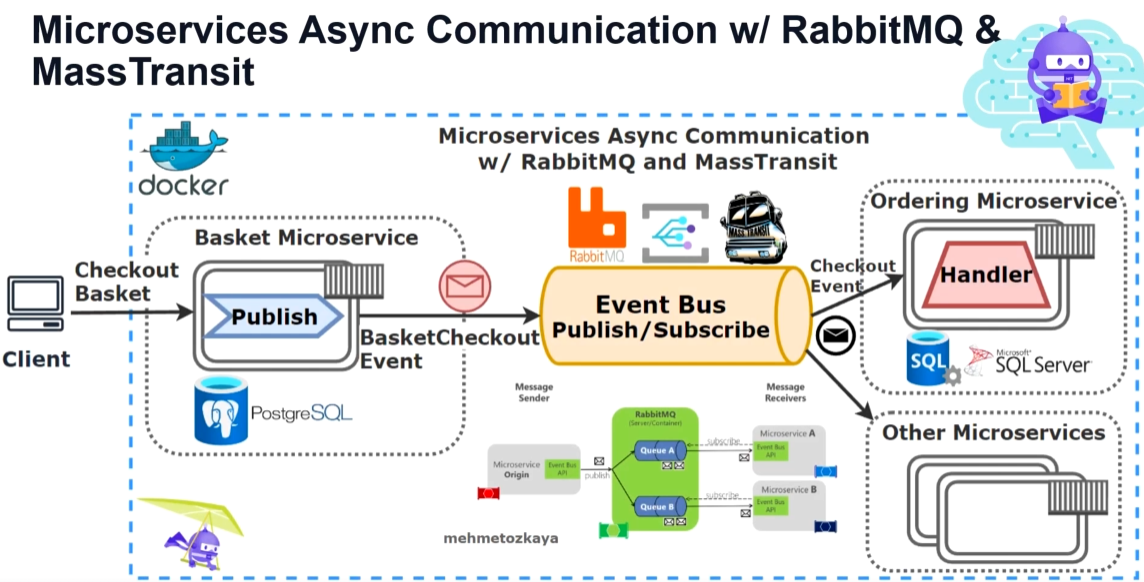 Microservices Async Communication w/ RabbitMQ &
MassTransit
Microservices Async Communication
w/ RabbitMQ and MassTransit
docker
RabbitMQ
MASS TRANSIT
Basket Microservice
Ordering Microservice
Checkout
Basket
Checkout
Event
Handler
Publish
Event Bus
Publish/Subscribe
BasketCheckout
Event
Client
SQL
Microsoft
SQL Server
PostgreSQL
Message
Sender
Message
Receivers
RabbitMQ
(Server/Container)
Other Microservices
Microservice A
subscribe
Queue A
Event Bus
API
Microservice
Origin
Event Bus
API
publish
Microservice B
subscribe
Queue B
Event Bus
API
mehmetozkaya